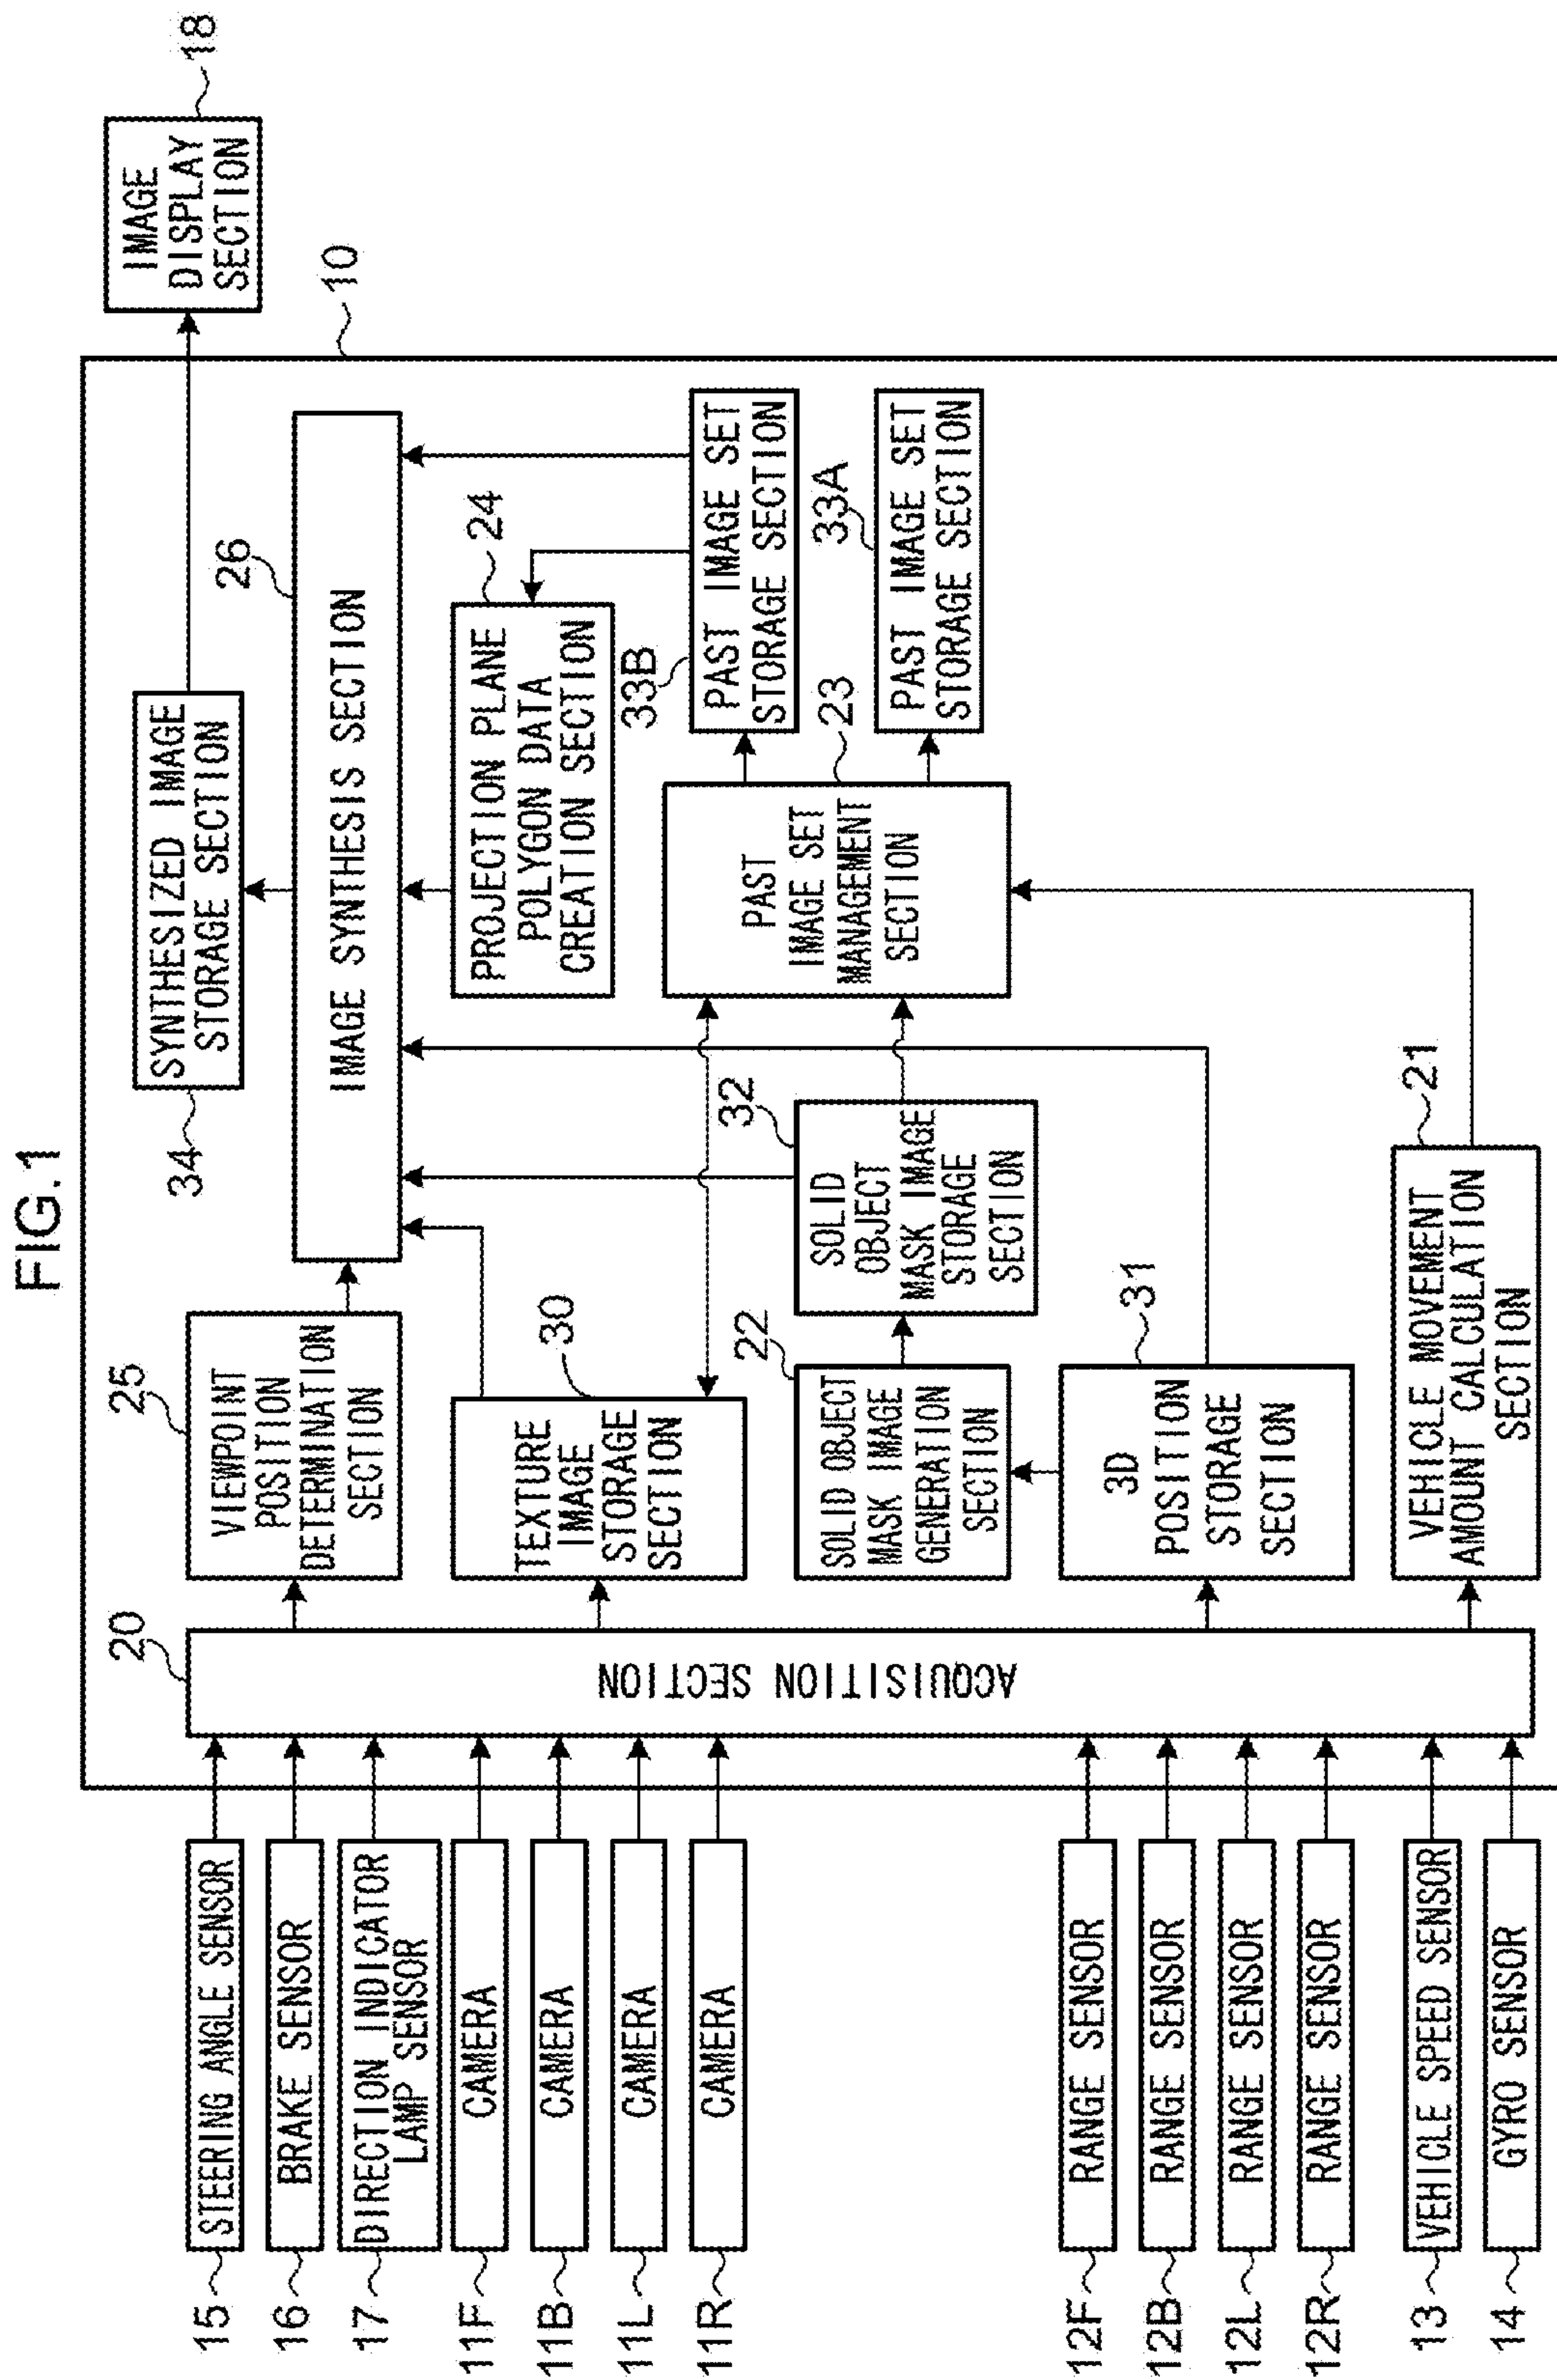 FIG.1
15
STEERING ANGLE SENSOR
16
BRAKE SENSOR
17
DIRECTION INDICATOR
LAMP SENSOR
11F
CAMERA
11B
CAMERA
11L
CAMERA
11R
CAMERA
12F
RANGE SENSOR
12B
RANGE SENSOR
12L
RANGE SENSOR
12R
RANGE SENSOR
13
VEHICLE SPEED SENSOR
14
GYRO SENSOR
20
ACQUISITION SECTION
25
VIEWPOINT
POSITION
DETERMINATION
SECTION
30
TEXTURE
IMAGE
STORAGE
SECTION
22
SOLID OBJECT
MASK IMAGE
GENERATION
SECTION
31
3D
POSITION
STORAGE
SECTION
21
VEHICLE MOVEMENT
AMOUNT CALCULATION
SECTION
32
SOLID
OBJECT
MASK IMAGE
STORAGE
SECTION
34
SYNTHESIZED IMAGE
STORAGE SECTION
26
IMAGE SYNTHESIS SECTION
24
PROJECTION PLANE
POLYGON DATA
CREATION SECTION
23
PAST
IMAGE SET
MANAGEMENT
SECTION
33B
PAST IMAGE SET
STORAGE SECTION
33A
PAST IMAGE SET
STORAGE SECTION
10
18
IMAGE
DISPLAY
SECTION